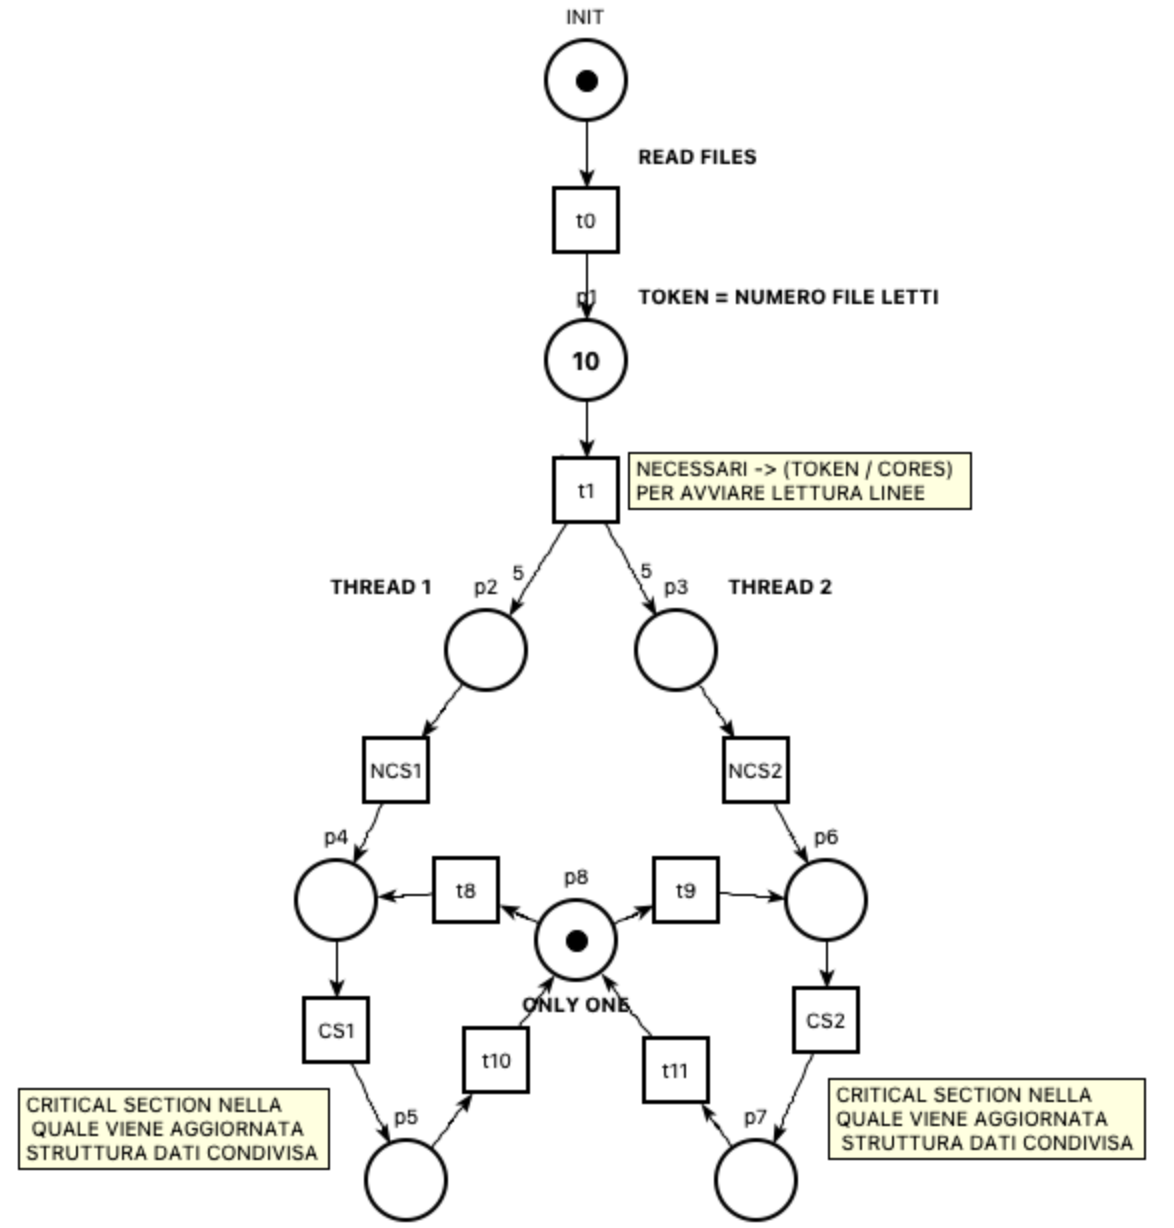 INIT
READ FILES
t0
p1
TOKEN = NUMERO FILE LETTI
10
NECESSARI -> (TOKEN / CORES)
PER AVVIARE LETTURA LINEE
t1
5
5
THREAD 1
p2
p3
THREAD 2
NCS1
NCS2
p4
p6
t8
p8
t9
ONLY ONE
CS1
CS2
t10
t11
CRITICAL SECTION NELLA
QUALE VIENE AGGIORNATA
STRUTTURA DATI CONDIVISA
p5
p7
CRITICAL SECTION NELLA
QUALE VIENE AGGIORNATA
STRUTTURA DATI CONDIVISA